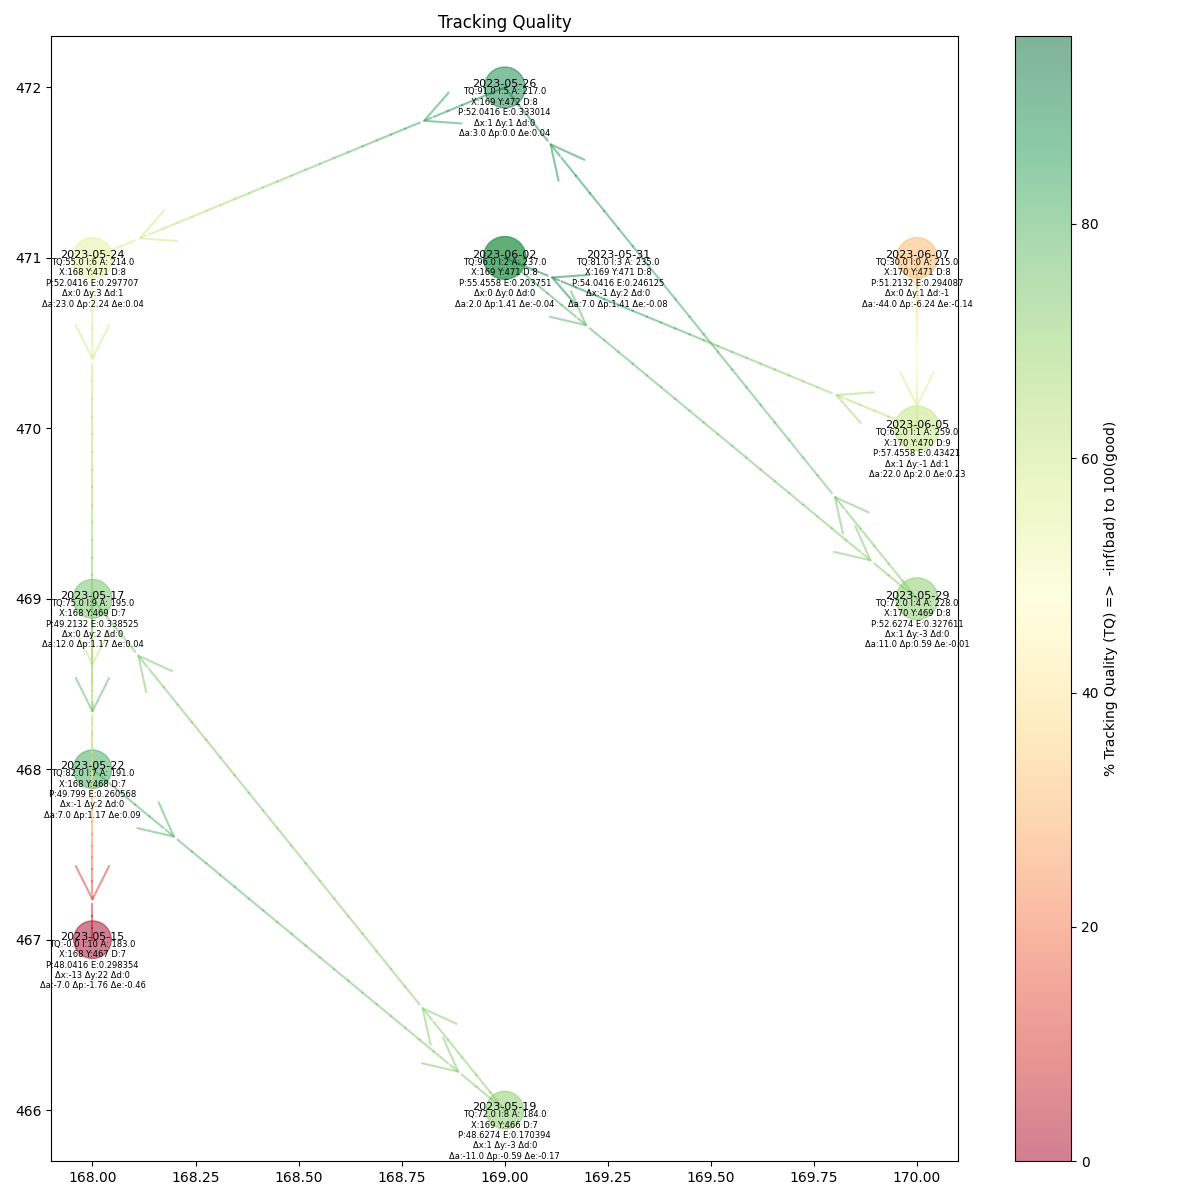 Tracking Quality
472
471
470
469
468
467
466
168.00
168.25
168.50
168.75
169.00
169.25
169.50
169.75
170.00
2023-05-26
TQ:91.0 I:5 A: 217.0
X:169 Y:472 D:8
P:52.0416 E:0.333014
Δx:1 Δy:1 Δd:0
Δa:3.0 Δp:0.0 Δe:0.04
2023-05-24
TQ:55.0 I:6 A: 214.0
X:168 Y:471 D:8
P:52.0416 E:0.297707
Δx:0 Δy:3 Δd:1
Δa:23.0 Δp:2.24 Δe:0.04
2023-06-02
TQ:96.0 I:2 A: 237.0
X:169 Y:471 D:8
P:55.4558 E:0.203751
Δx:0 Δy:0 Δd:0
Δa:2.0 Δp:1.41 Δe:-0.04
2023-05-31
TQ:81.0 I:3 A: 235.0
X:169 Y:471 D:8
P:54.0416 E:0.246125
Δx:-1 Δy:2 Δd:0
Δa:7.0 Δp:1.41 Δe:-0.08
2023-06-07
TQ:30.0 I:0 A: 215.0
X:170 Y:471 D:8
P:51.2132 E:0.294087
Δx:0 Δy:1 Δd:-1
Δa:-44.0 Δp:-6.24 Δe:-0.14
2023-06-05
TQ:62.0 I:1 A: 259.0
X:170 Y:470 D:9
P:57.4558 E:0.43421
Δx:1 Δy:-1 Δd:1
Δa:22.0 Δp:2.0 Δe:0.23
2023-05-17
TQ:75.0 I:9 A: 195.0
X:168 Y:469 D:7
P:49.2132 E:0.338525
Δx:0 Δy:2 Δd:0
Δa:12.0 Δp:1.17 Δe:0.04
2023-05-29
TQ:72.0 I:4 A: 228.0
X:170 Y:469 D:8
P:52.6274 E:0.327611
Δx:1 Δy:-3 Δd:0
Δa:11.0 Δp:0.59 Δe:-0.01
2023-05-22
TQ:82.0 I:7 A: 191.0
X:168 Y:468 D:7
P:49.799 E:0.260568
Δx:-1 Δy:2 Δd:0
Δa:7.0 Δp:1.17 Δe:0.09
2023-05-15
TQ:-0.0 I:10 A: 183.0
X:168 Y:467 D:7
P:48.0416 E:0.298354
Δx:-13 Δy:22 Δd:0
Δa:-7.0 Δp:-1.76 Δe:-0.46
2023-05-19
TQ:72.0 I:8 A: 184.0
X:169 Y:466 D:7
P:48.6274 E:0.170394
Δx:1 Δy:-3 Δd:0
Δa:-11.0 Δp:-0.59 Δe:-0.17
80
60
40
20
0
% Tracking Quality (TQ) => -inf(bad) to 100(good)